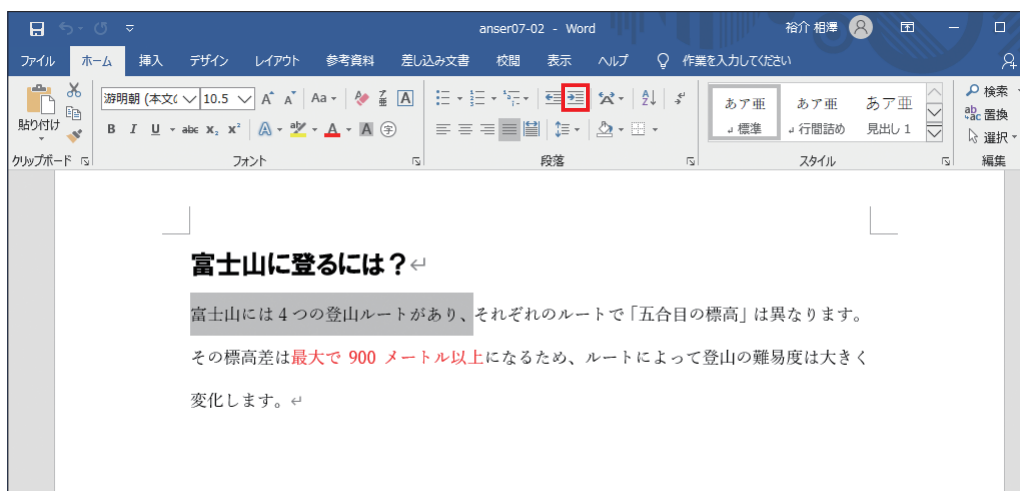 anser07-02 - Word
裕介 相澤
ファイル
ホーム
挿入
デザイン
レイアウト
参考資料
差し込み文書
校閲
表示
ヘルプ
作業を入力してください
貼り付け
游明朝 (本文(
10.5
A A Aa
A
B I U abc x₂ x²
A ab A A 字
クリップボード
フォント
段落
あア亜
標準
あア亜
行間詰め
あア亜
見出し 1
スタイル
検索
置換
選択
編集
富士山に登るには？
富士山には４つの登山ルートがあり、それぞれのルートで「五合目の標高」は異なります。
その標高差は最大で 900 メートル以上になるため、ルートによって登山の難易度は大きく
変化します。